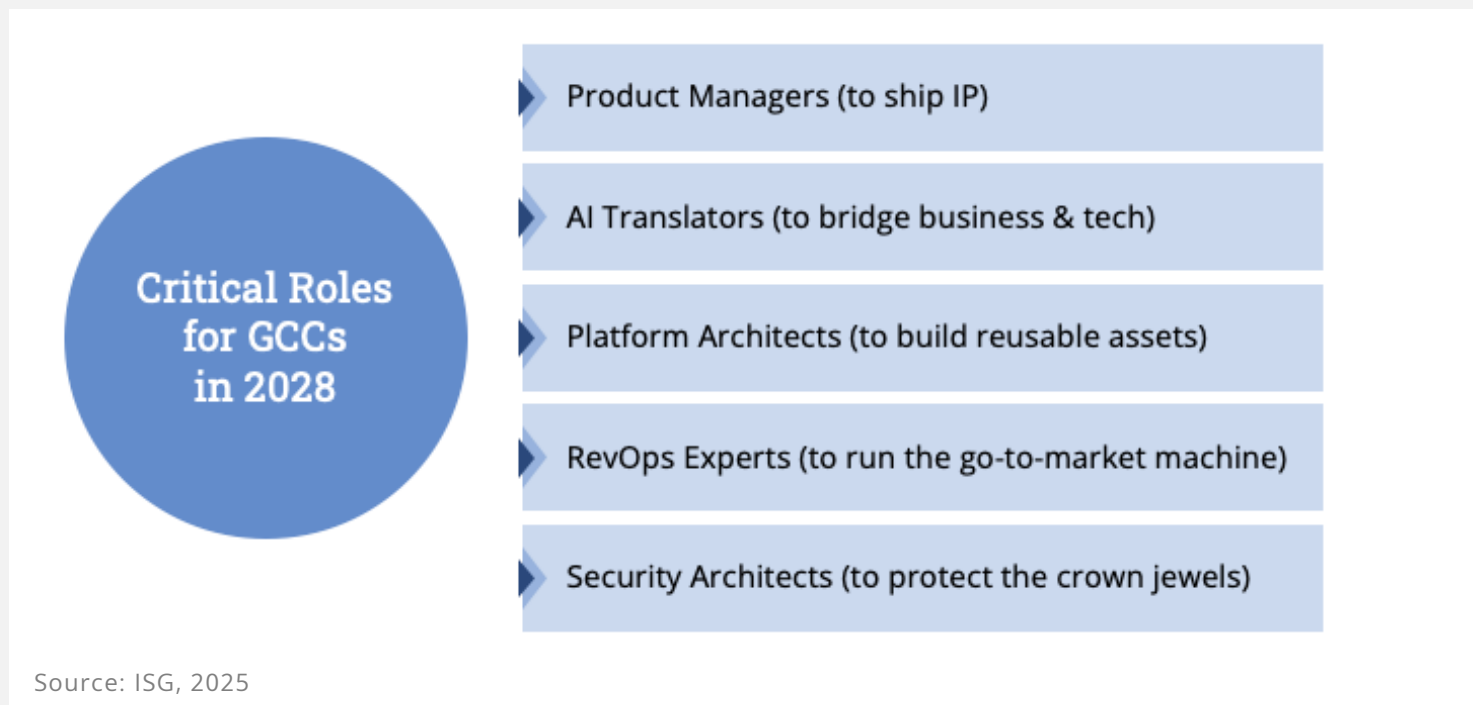 Critical Roles
for GCCs
in 2028
Product Managers (to ship IP)
AI Translators (to bridge business & tech)
Platform Architects (to build reusable assets)
RevOps Experts (to run the go-to-market machine)
Security Architects (to protect the crown jewels)
Source: ISG, 2025